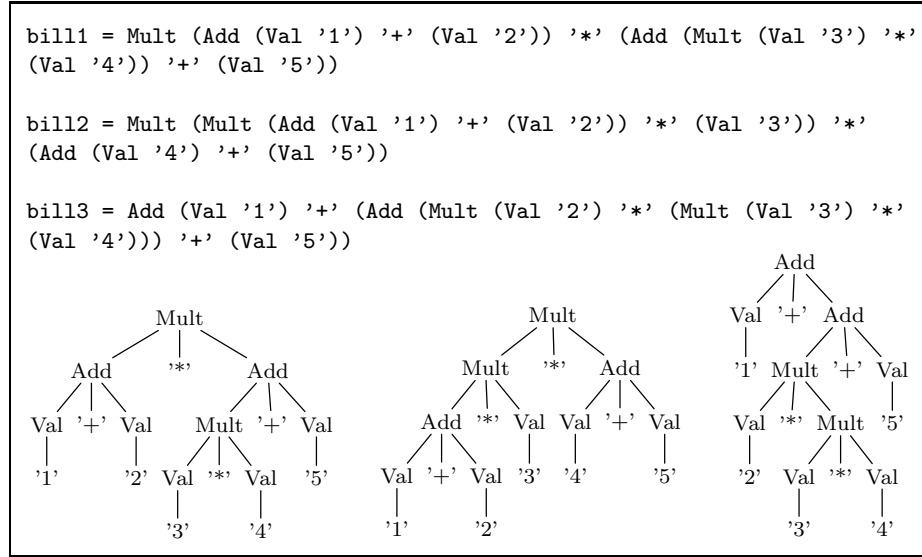 bill1 = Mult (Add (Val ’1’) ’+’ (Val ’2’)) ’*’ (Add (Mult (Val ’3’) ’*’
(Val ’4’)) ’+’ (Val ’5’))
bill2 = Mult (Mult (Add (Val ’1’) ’+’ (Val ’2’)) ’*’ (Val ’3’)) ’*’
(Add (Val ’4’) ’+’ (Val ’5’))
bill3 = Add (Val ’1’) ’+’ (Add (Mult (Val ’2’) ’*’ (Mult (Val ’3’) ’*’
(Val ’4’))) ’+’ (Val ’5’))
Mult
Add ’*’ Add
Val ’+’ Val Mult ’+’ Val
’1’ ’2’ Val ’*’ Val ’5’
’3’ ’4’
Mult
Mult ’*’ Add
Add ’*’ Val Val ’+’ Val
Val ’+’ Val ’3’ ’4’ ’5’
’1’ ’2’
Add
Val ’+’ Add
’1’ Mult ’+’ Val
Val ’*’ Mult ’5’
’2’ Val ’*’ Val
’3’ ’4’